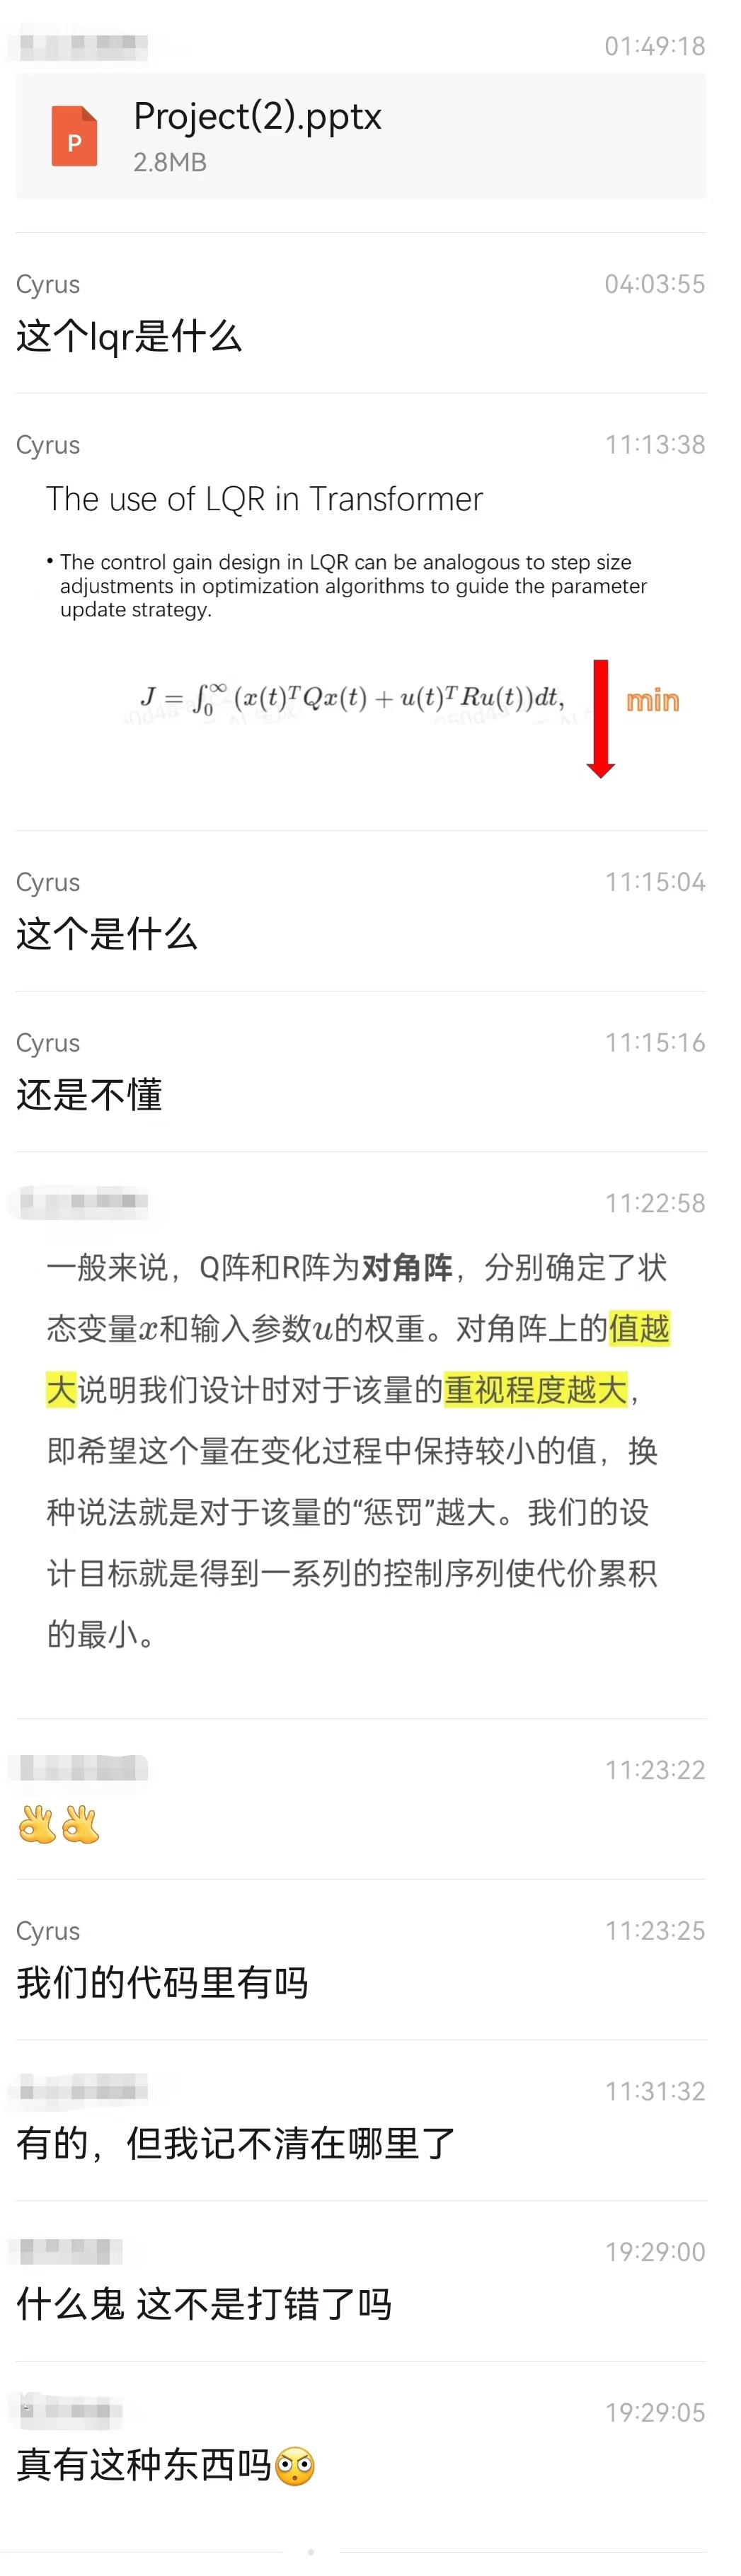 01:49:18
P
Project(2).pptx
2.8MB
Cyrus
04:03:55
这个lqr是什么
Cyrus
11:13:38
The use of LQR in Transformer
• The control gain design in LQR can be analogous to step size
adjustments in optimization algorithms to guide the parameter
update strategy.
J = ∫₀^∞ (x(t)ᵀQx(t) + u(t)ᵀRu(t))dt,
min
Cyrus
11:15:04
这个是什么
Cyrus
11:15:16
还是不懂
11:22:58
一般来说，Q阵和R阵为对角阵，分别确定了状
态变量x和输入参数u的权重。对角阵上的值越
大说明我们设计时对于该量的重视程度越大，
即希望这个量在变化过程中保持较小的值，换
种说法就是对于该量的“惩罚”越大。我们的设
计目标就是得到一系列的控制序列使代价累积
的最小。
11:23:22
👌👌
Cyrus
11:23:25
我们的代码里有吗
11:31:32
有的，但我记不清在哪里了
19:29:00
什么鬼 这不是打错了吗
19:29:05
真有这种东西吗🙄